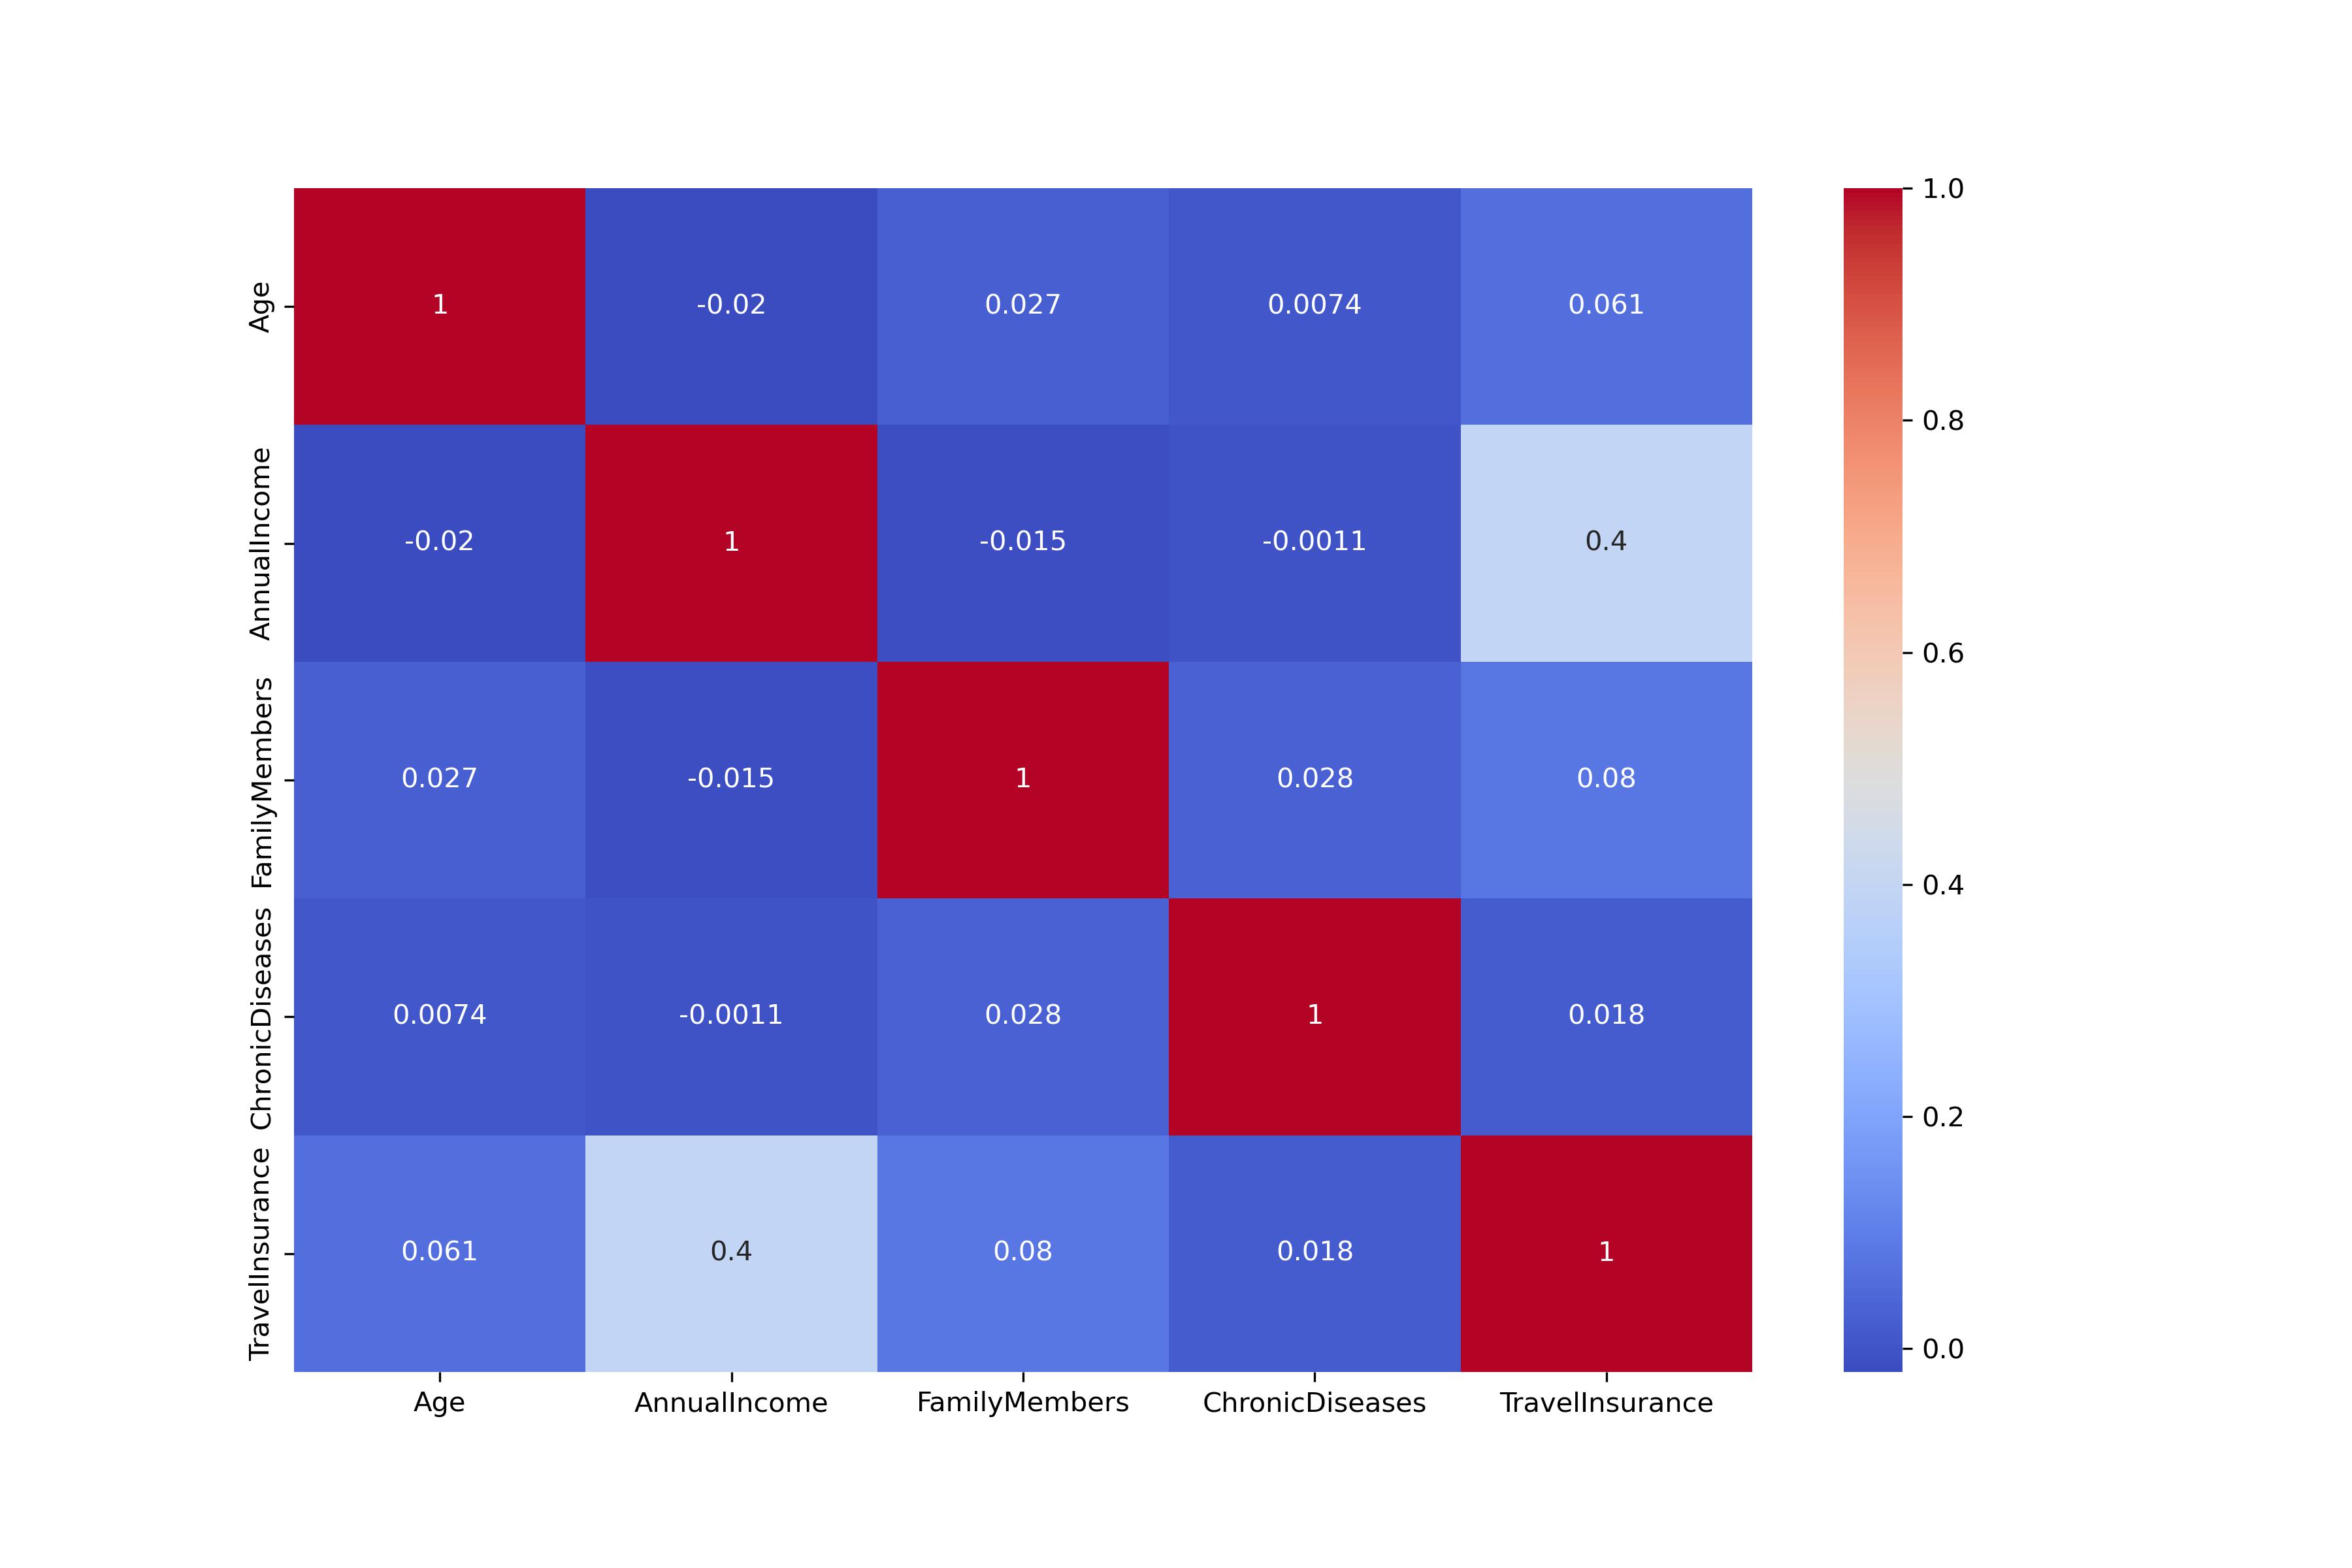 1.0
Age 1 -0.02 0.027 0.0074 0.061
0.8
AnnualIncome -0.02 1 -0.015 -0.0011 0.4
0.6
FamilyMembers 0.027 -0.015 1 0.028 0.08
0.4
ChronicDiseases 0.0074 -0.0011 0.028 1 0.018
0.2
TravelInsurance 0.061 0.4 0.08 0.018 1
0.0
Age AnnualIncome FamilyMembers ChronicDiseases TravelInsurance